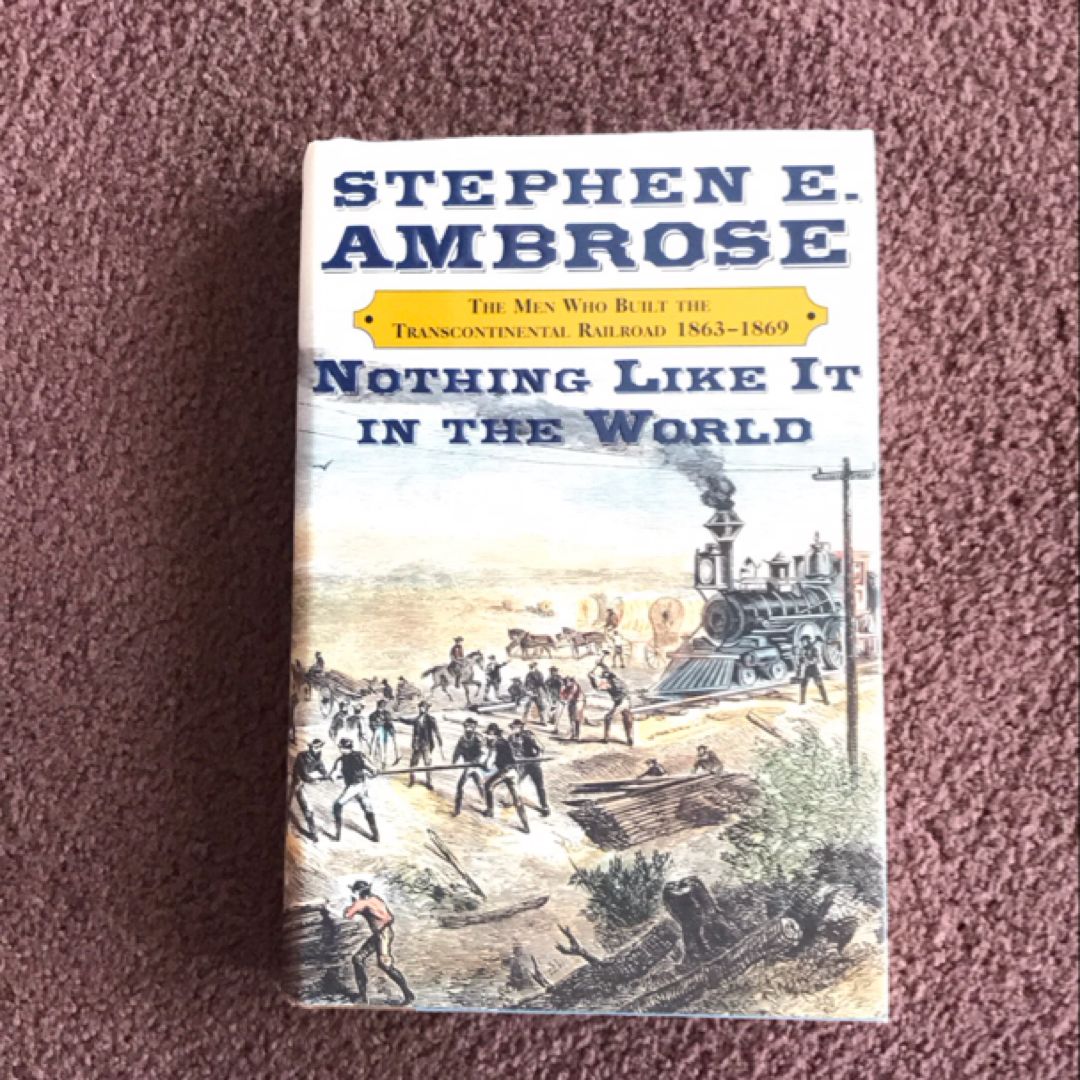 STEPHEN E.
AMBROSE
THE MEN WHO BUILT THE
TRANSCONTINENTAL RAILROAD 1863–1869
NOTHING LIKE IT
IN THE WORLD